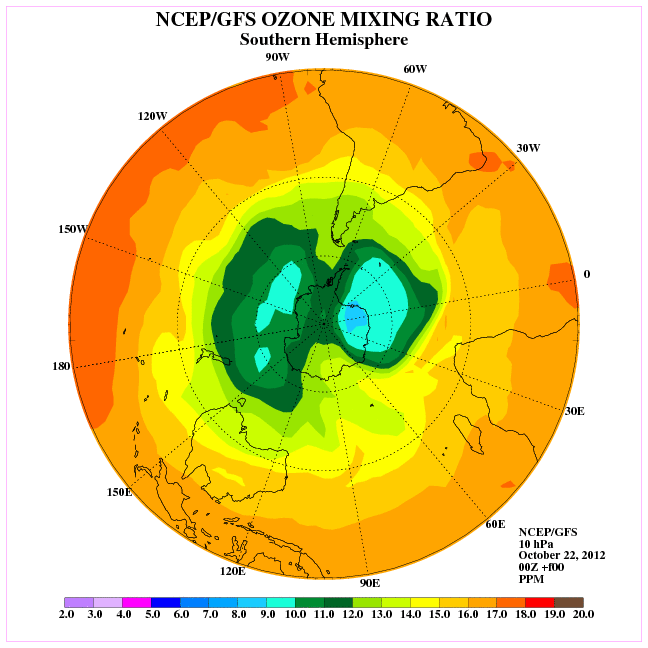 NCEP/GFS OZONE MIXING RATIO
Southern Hemisphere
90W
60W
120W
30W
150W
0
180
30E
150E
60E
120E
90E
NCEP/GFS
10 hPa
October 22, 2012
00Z +f00
PPM
2.0 3.0 4.0 5.0 6.0 7.0 8.0 9.0 10.0 11.0 12.0 13.0 14.0 15.0 16.0 17.0 18.0 19.0 20.0